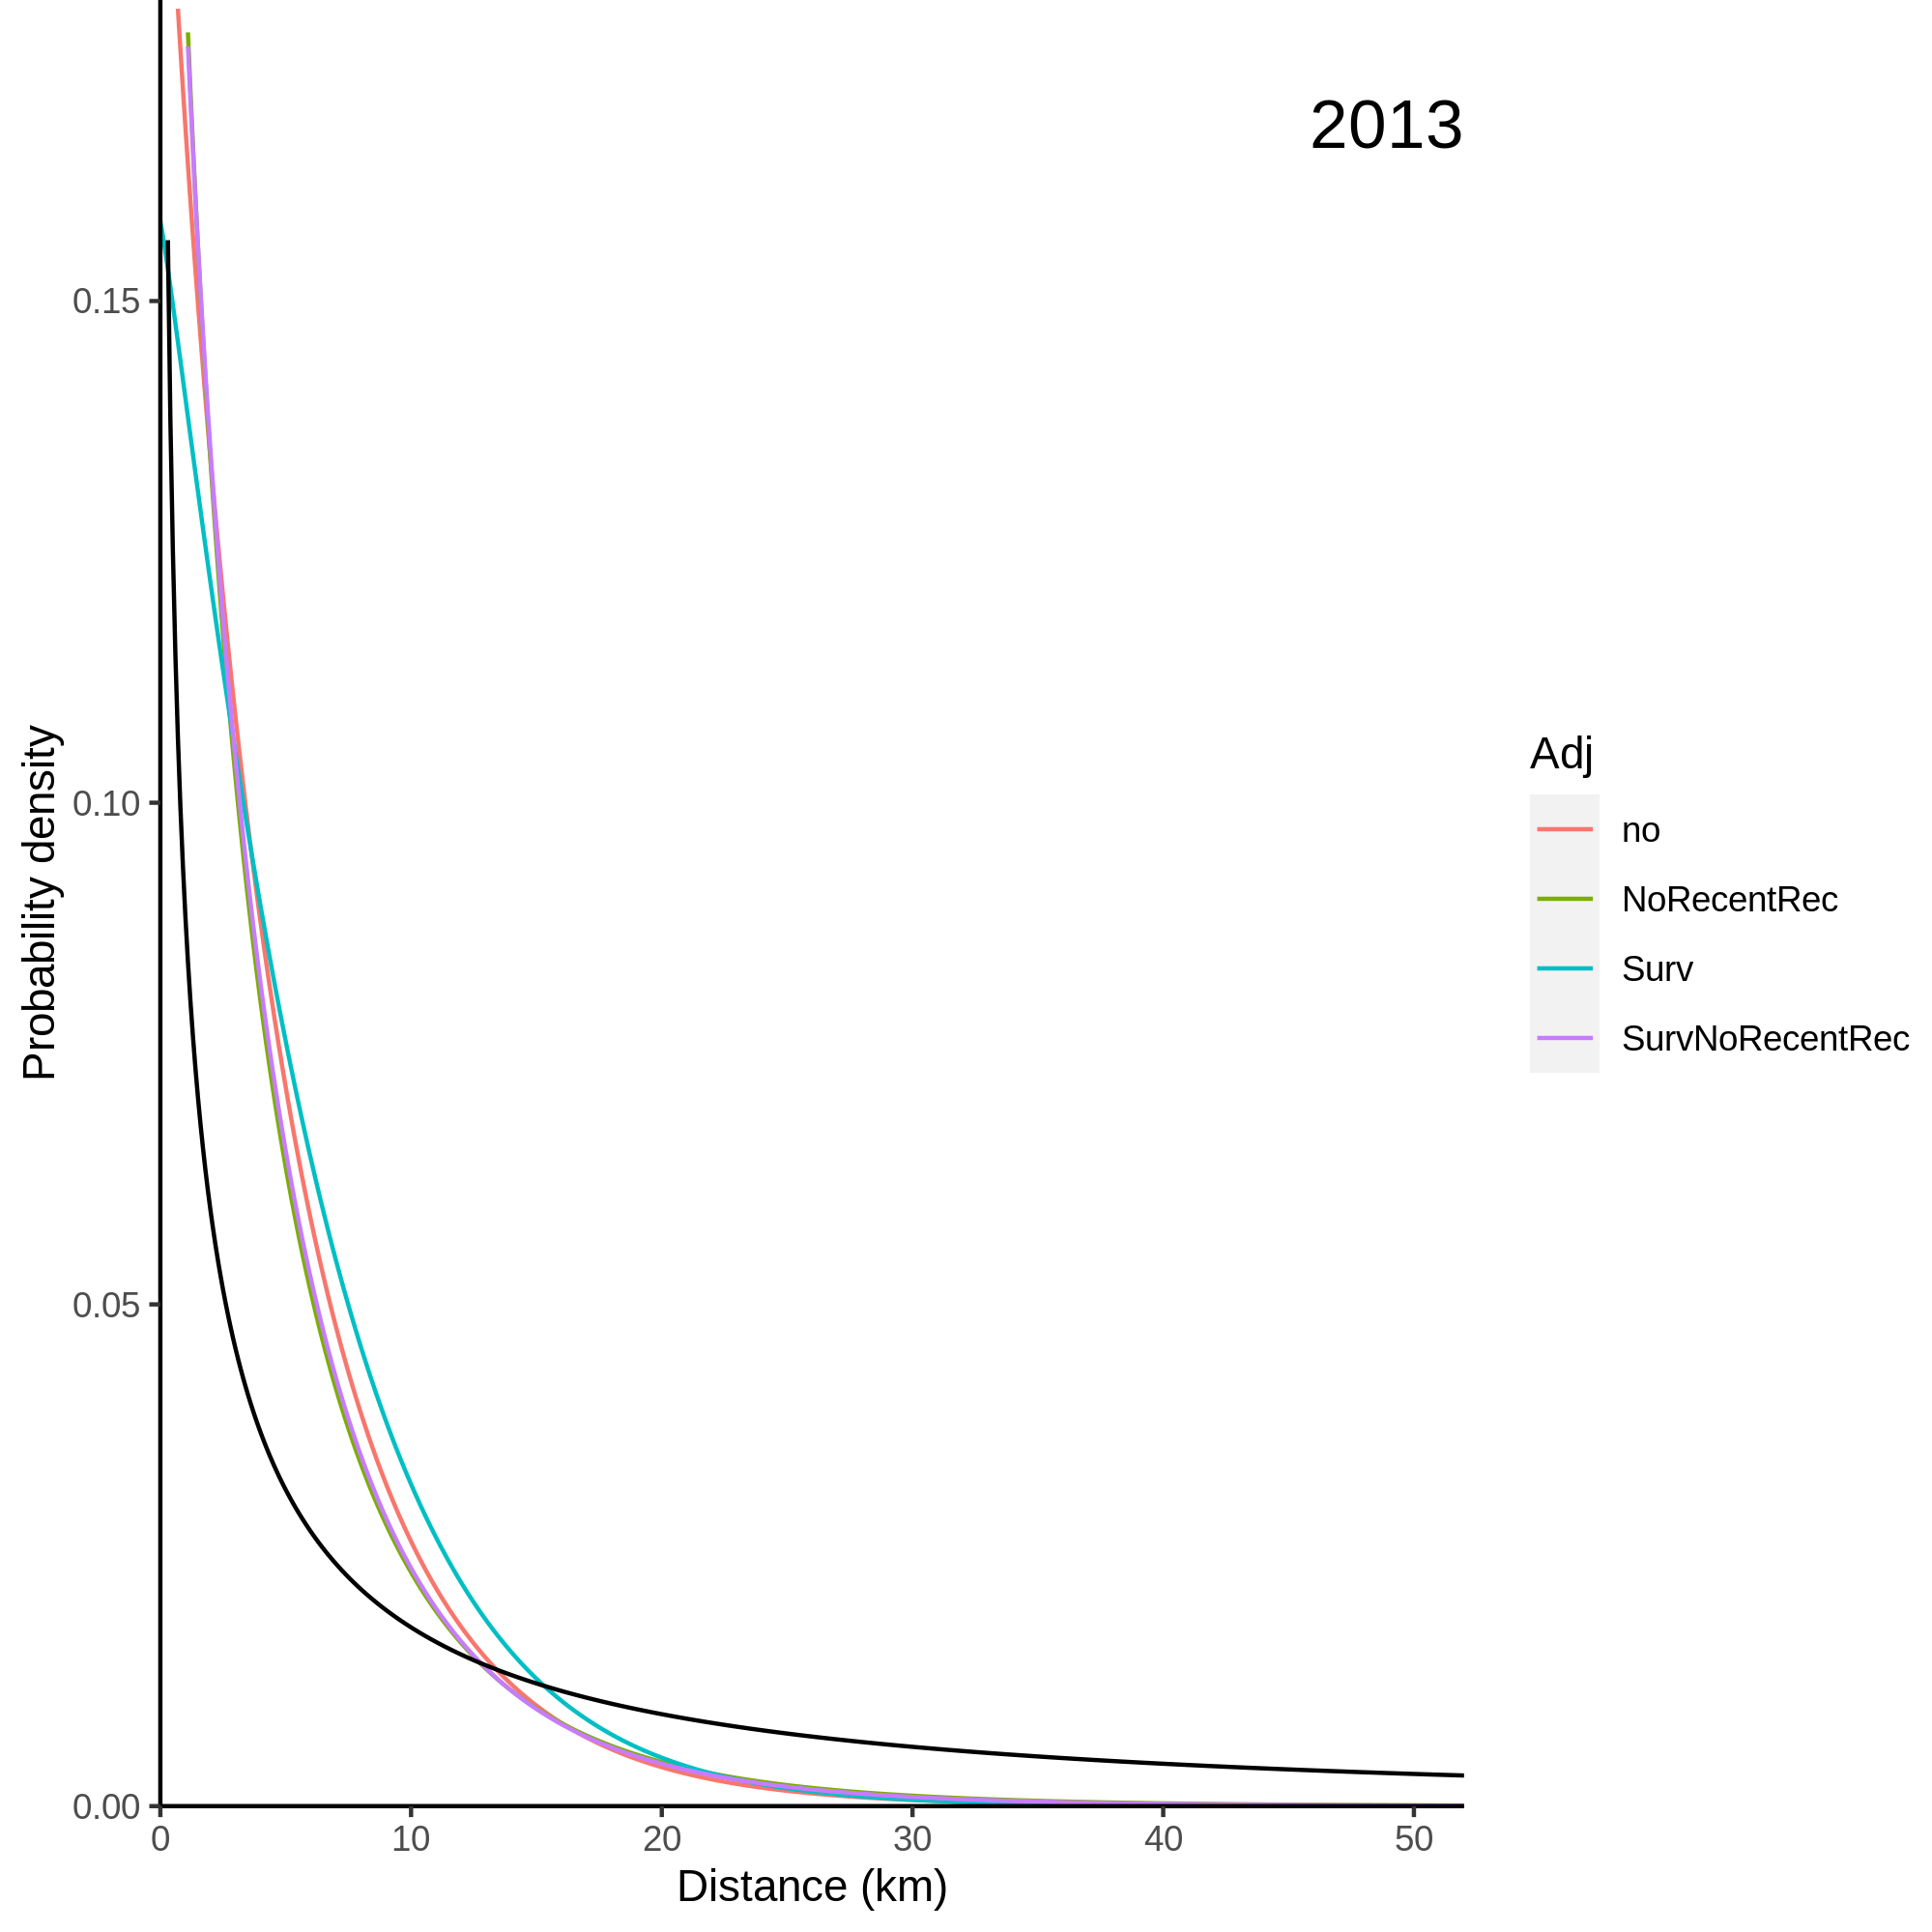 2013
Probability density
0.15
0.10
0.05
0.00
0
10
20
30
40
50
Distance (km)
Adj
no
NoRecentRec
Surv
SurvNoRecentRec